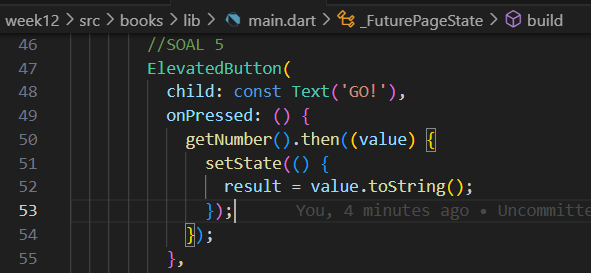 week12 > src > books > lib > main.dart > _FuturePageState > build
46 //SOAL 5
47 ElevatedButton(
48 child: const Text('GO!'),
49 onPressed: () {
50 getNumber().then((value) {
51 setState(() {
52 result = value.toString();
53 }); You, 4 minutes ago • Uncommitte
54 });
55 },